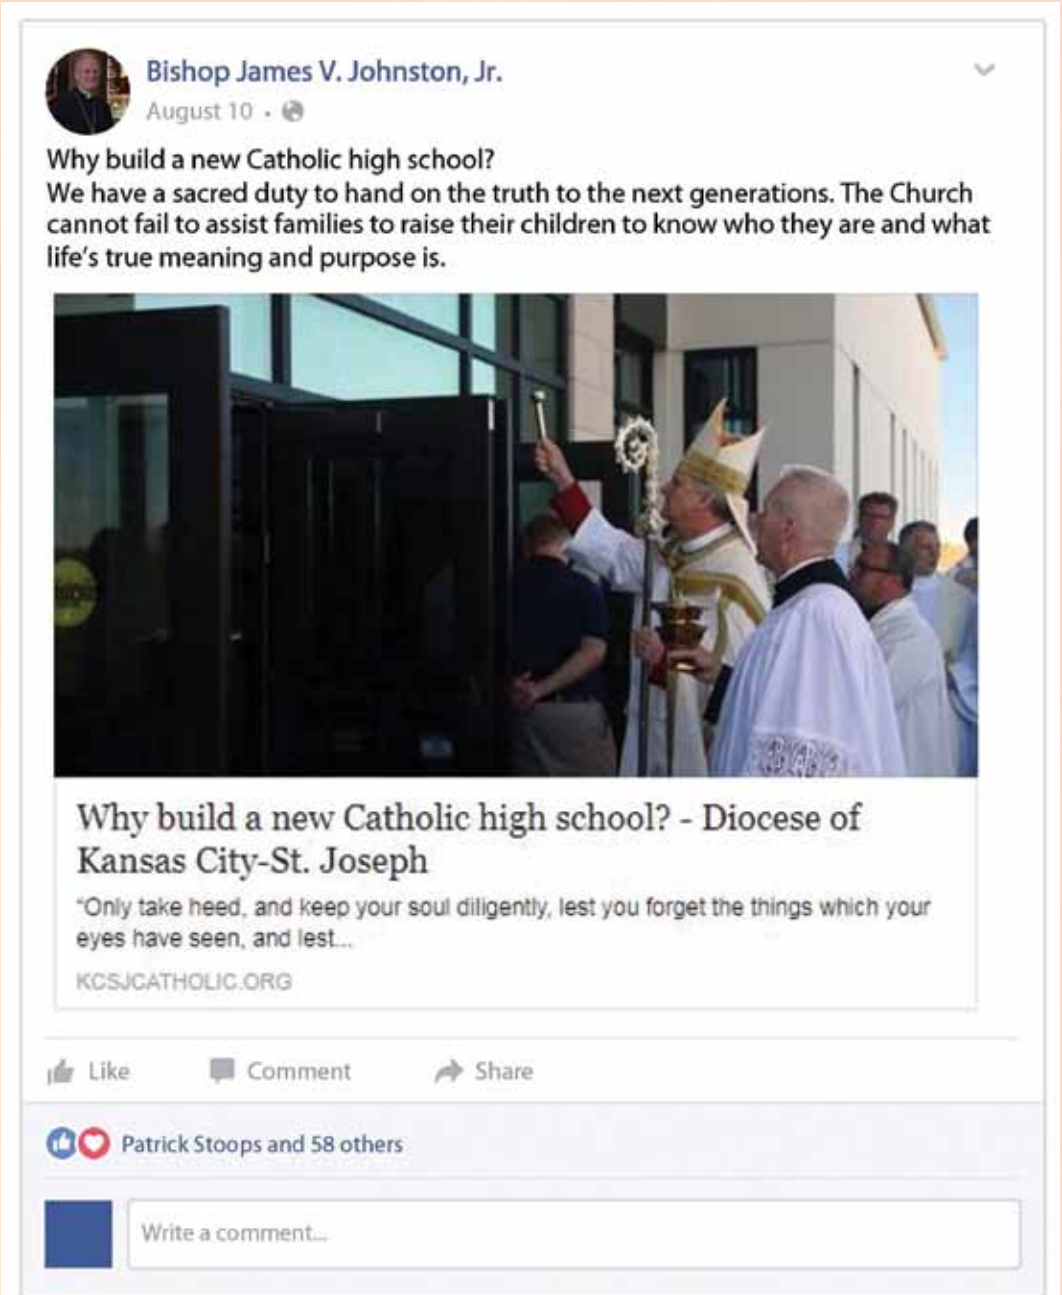 Bishop James V. Johnston, Jr.
August 10 ·
Why build a new Catholic high school?
We have a sacred duty to hand on the truth to the next generations. The Church
cannot fail to assist families to raise their children to know who they are and what
life's true meaning and purpose is.
Why build a new Catholic high school? - Diocese of
Kansas City-St. Joseph
“Only take heed, and keep your soul diligently, lest you forget the things which your
eyes have seen, and lest...
KCSJCATHOLIC.ORG
Like Comment Share
Patrick Stoops and 58 others
Write a comment...